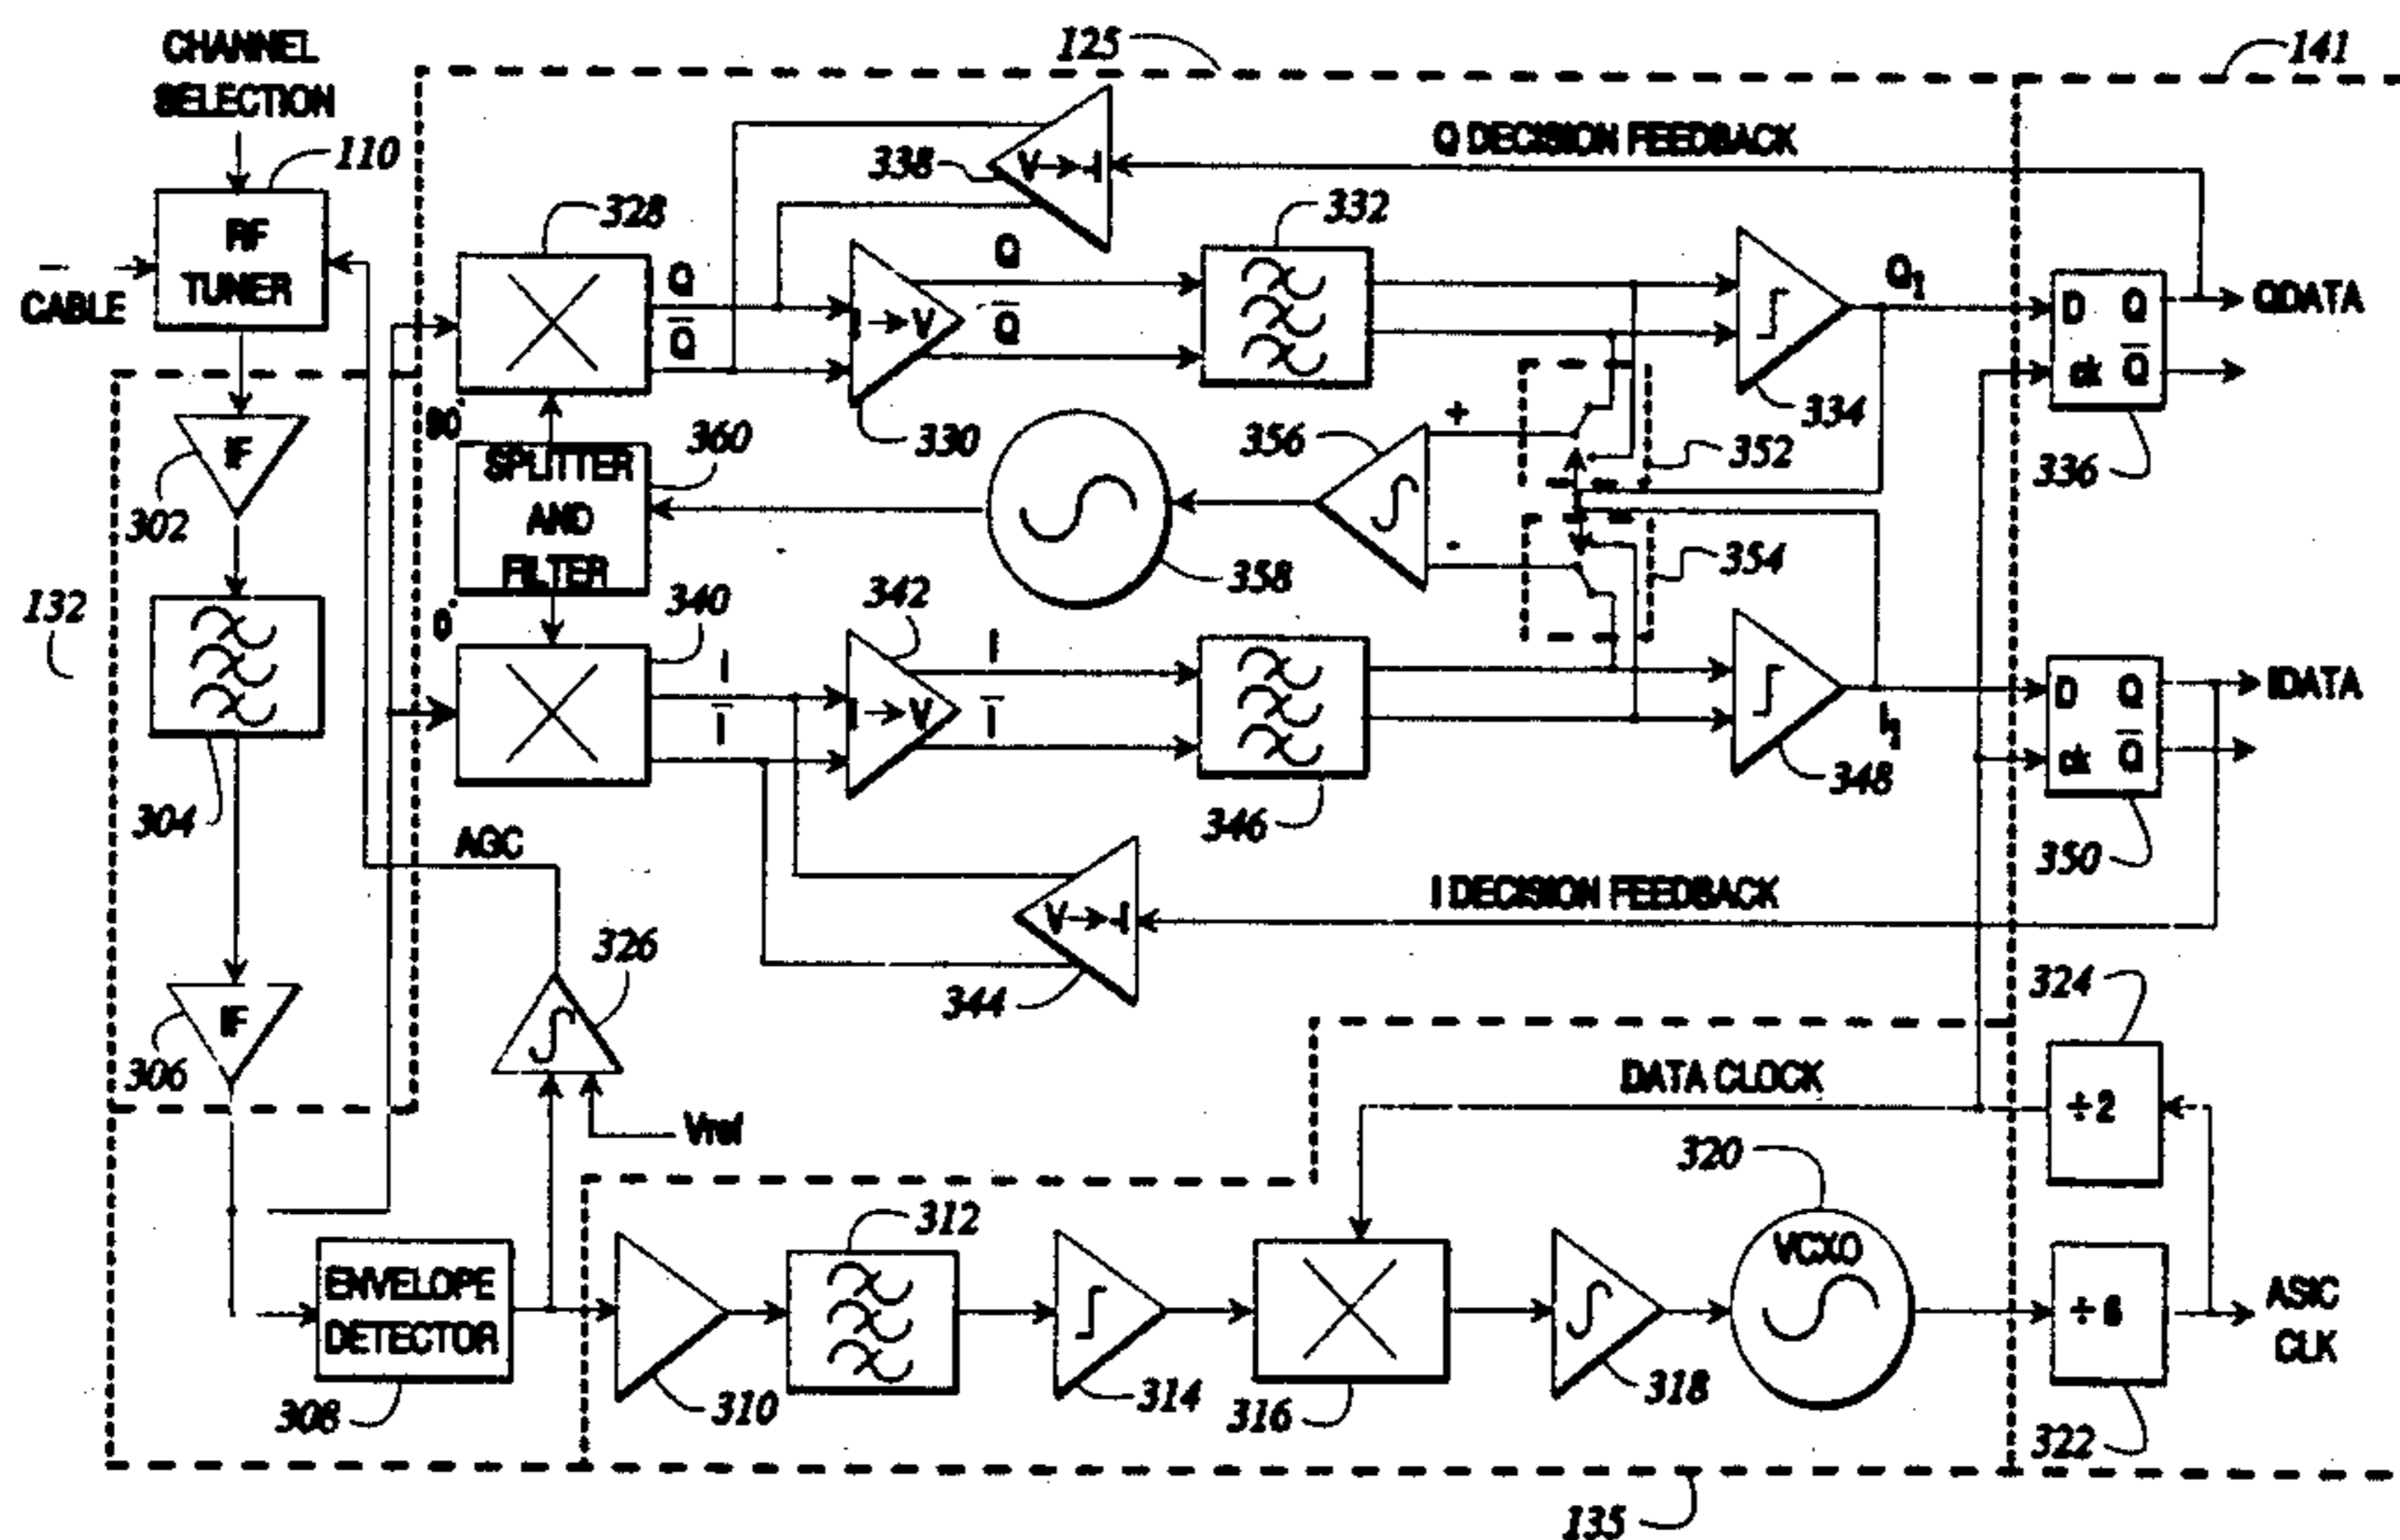 CHANNEL
SELECTION
125
141
110
338
V→I
Q DECISION FEEDBACK
RF
TUNER
CABLE
328
332
Q
Q̅
I→V
Q
Q̅
Q1
D Q
ck Q̅
QDATA
330
334
336
IF
302
90°
SPLITTER
AND
FILTER
360
356
+
-
352
354
358
132
304
0°
340
342
I
I̅
I→V
I
I̅
346
348
I1
D Q
ck Q̅
IDATA
350
AGC
V→I
I DECISION FEEDBACK
344
326
IF
306
Vref
DATA CLOCK
324
÷2
320
312
ENVELOPE
DETECTOR
308
310
314
316
318
VCXO
322
ASIC
CLK
135